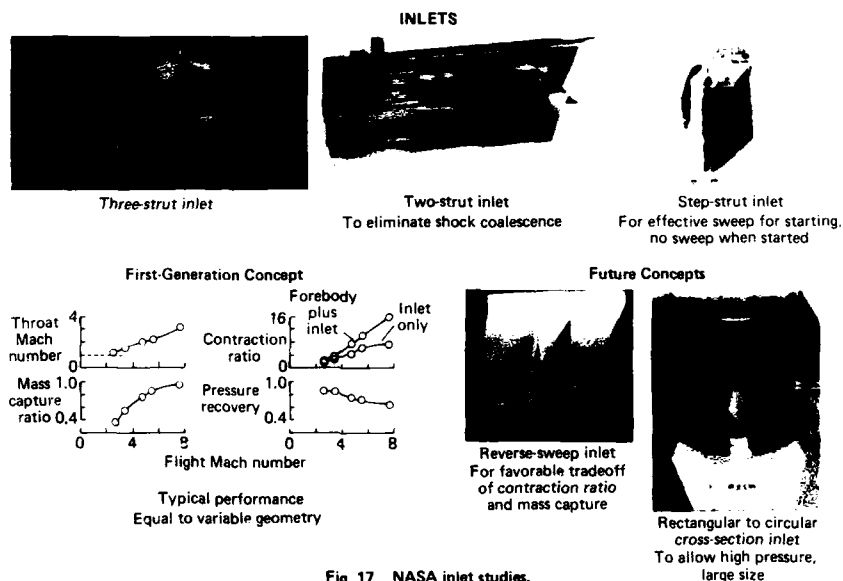 INLETS
Three-strut inlet
Two-strut inlet
To eliminate shock coalescence
Step-strut inlet
For effective sweep for starting,
no sweep when started
First-Generation Concept
Throat
Mach
number
4
0
Mass
capture
ratio
1.0
0.4
0
4
8
Forebody
plus
inlet
Inlet
only
Contraction
ratio
16
0
Pressure
recovery
1.0
0.4
0
4
8
Flight Mach number
Typical performance
Equal to variable geometry
Future Concepts
Reverse-sweep inlet
For favorable tradeoff
of contraction ratio
and mass capture
Rectangular to circular
cross-section inlet
To allow high pressure,
large size
Fig. 17 NASA inlet studies.